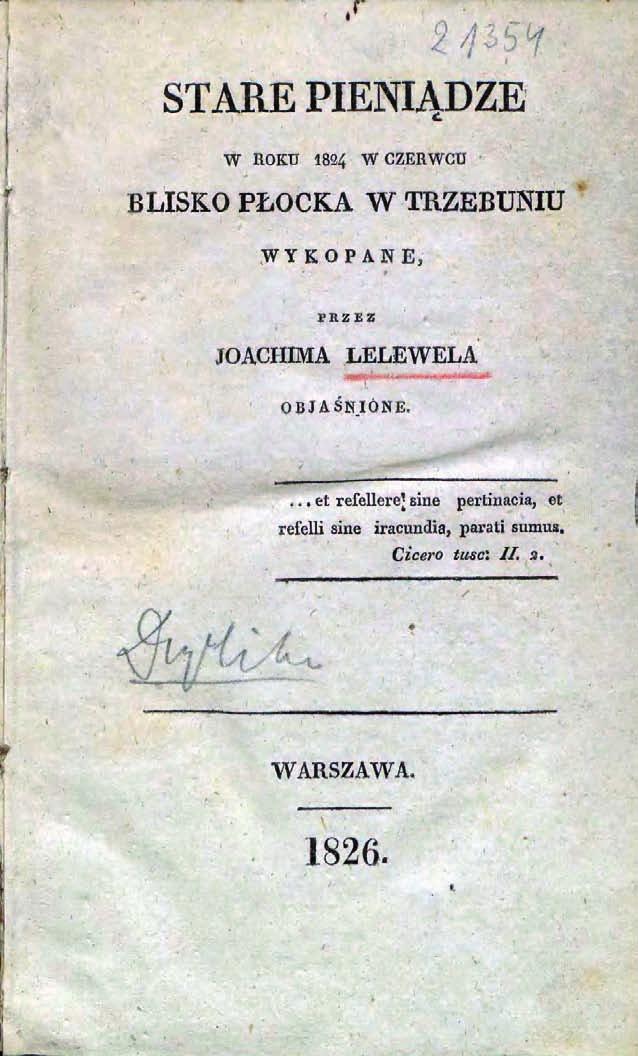 21354
STARE PIENIĄDZE
W ROKU 1824 W CZERWCU
BLISKO PŁOCKA W TRZEBUNIU
WYKOPANE,
PRZEZ
JOACHIMA LELEWELA
OBJAŚNIONE.
...et refellere sine pertinacia, et
refelli sine iracundia, parati sumus.
Cicero tusc: II. 2.
WARSZAWA.
1826.